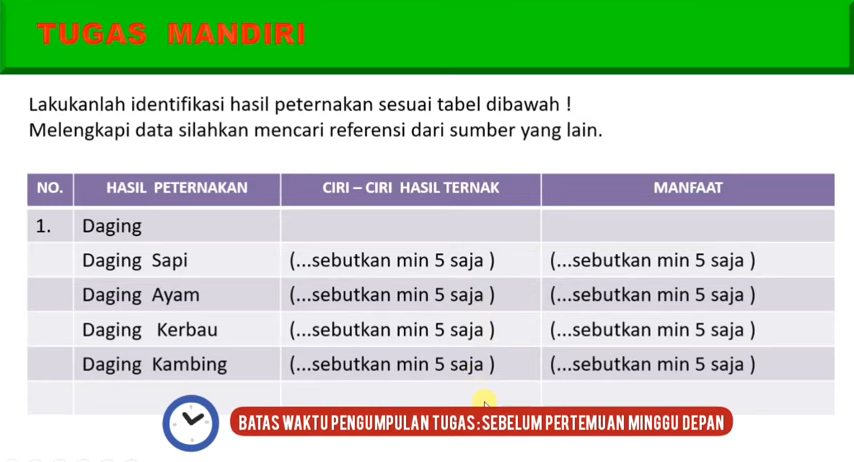 TUGAS MANDIRI
Lakukanlah identifikasi hasil peternakan sesuai tabel dibawah !
Melengkapi data silahkan mencari referensi dari sumber yang lain.
NO. HASIL PETERNAKAN CIRI – CIRI HASIL TERNAK MANFAAT
1. Daging
Daging Sapi (...sebutkan min 5 saja ) (...sebutkan min 5 saja )
Daging Ayam (...sebutkan min 5 saja ) (...sebutkan min 5 saja )
Daging Kerbau (...sebutkan min 5 saja ) (...sebutkan min 5 saja )
Daging Kambing (...sebutkan min 5 saja ) (...sebutkan min 5 saja )
BATAS WAKTU PENGUMPULAN TUGAS : SEBELUM PERTEMUAN MINGGU DEPAN